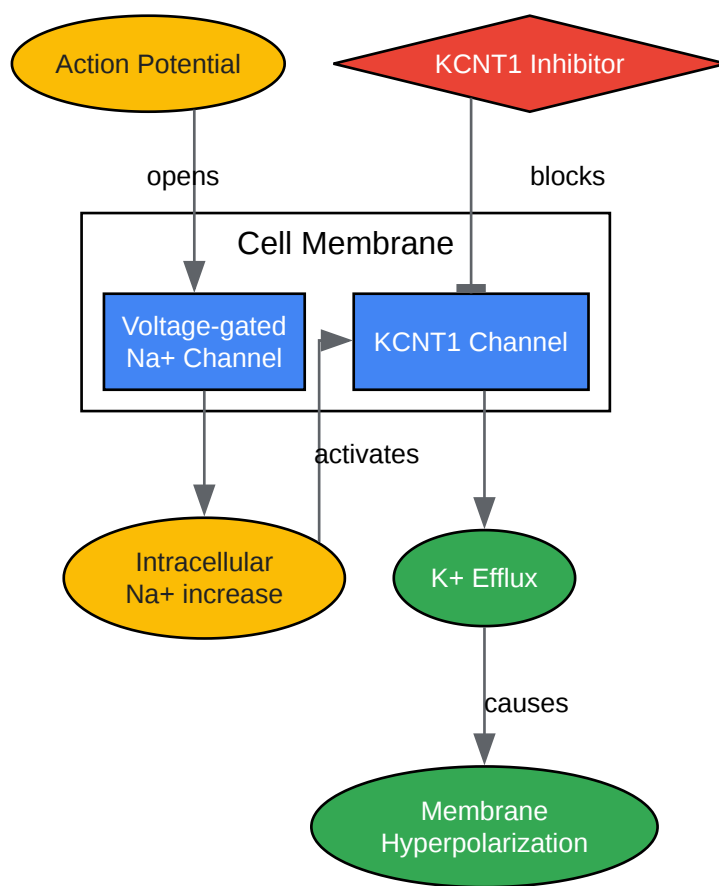 Action Potential
KCNT1 Inhibitor
opens
blocks
Cell Membrane
Voltage-gated
Na+ Channel
KCNT1 Channel
activates
Intracellular
Na+ increase
K+ Efflux
causes
Membrane
Hyperpolarization